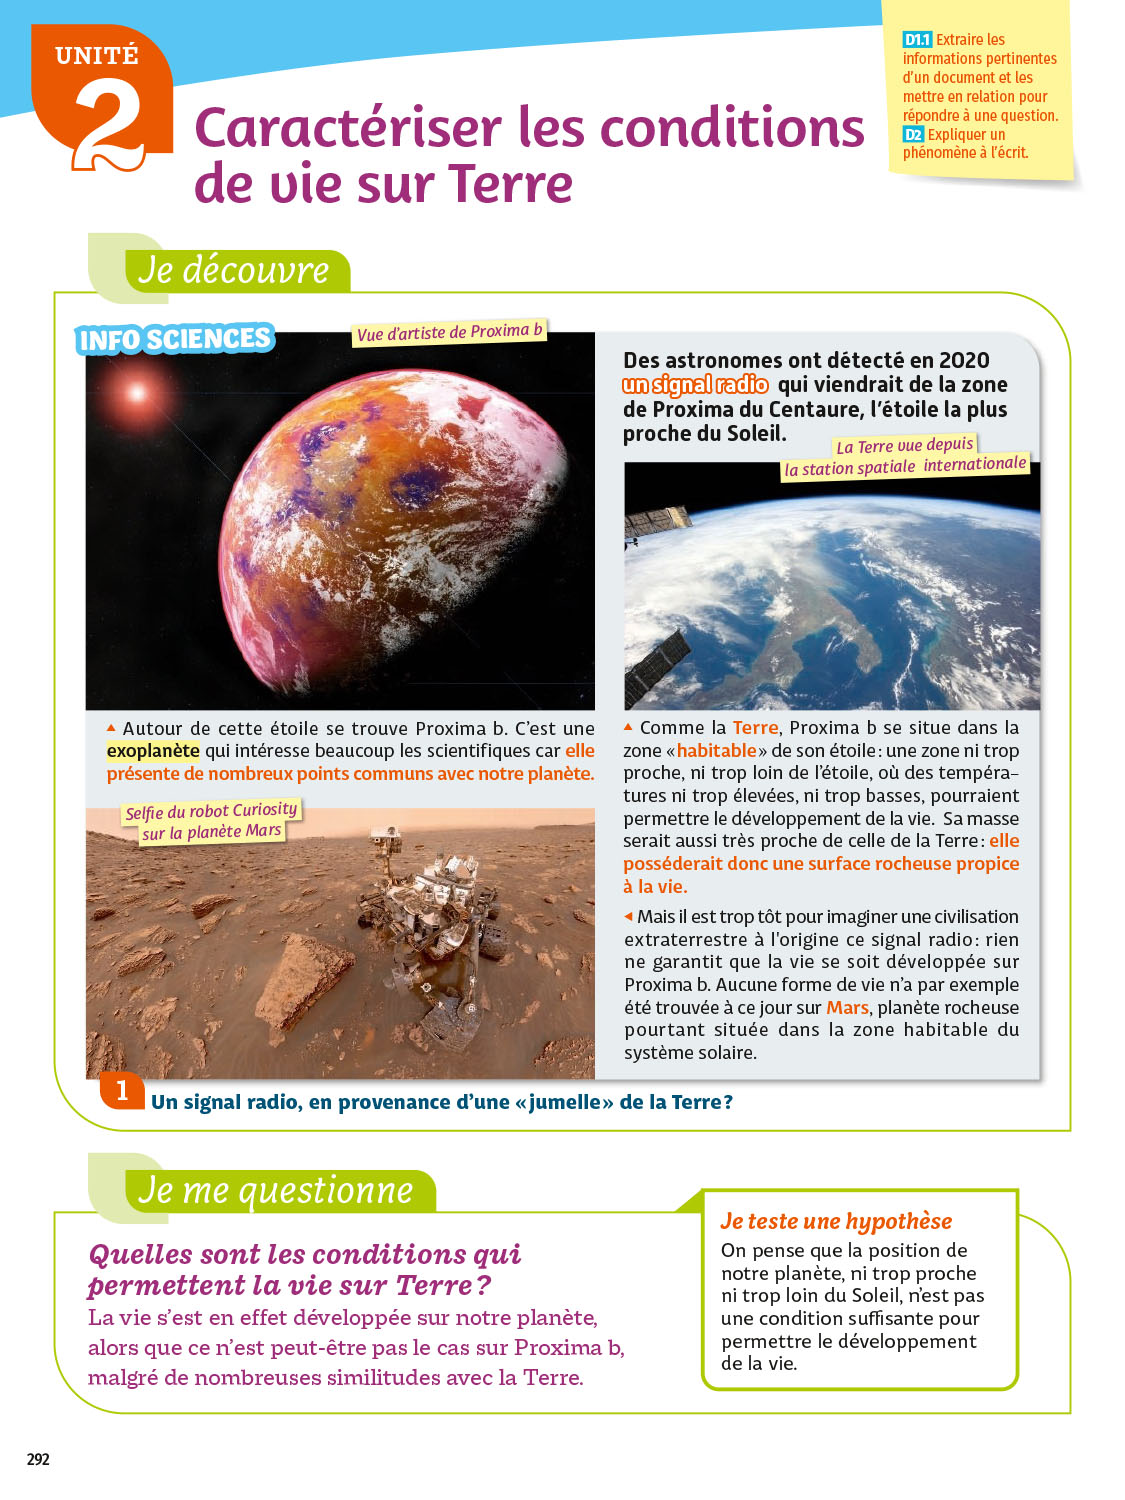 UNITÉ
2
Caractériser les conditions
de vie sur Terre
D1.1 Extraire les
informations pertinentes
d'un document et les
mettre en relation pour
répondre à une question.
D2 Expliquer un
phénomène à l'écrit.
Je découvre
INFO SCIENCES
Vue d'artiste de Proxima b
▲ Autour de cette étoile se trouve Proxima b. C'est une
exoplanète qui intéresse beaucoup les scientifiques car elle
présente de nombreux points communs avec notre planète.
Selfie du robot Curiosity
sur la planète Mars
Des astronomes ont détecté en 2020
un signal radio qui viendrait de la zone
de Proxima du Centaure, l'étoile la plus
proche du Soleil.
La Terre vue depuis
la station spatiale internationale
▲ Comme la Terre, Proxima b se situe dans la
zone «habitable» de son étoile : une zone ni trop
proche, ni trop loin de l'étoile, où des tempéra-
tures ni trop élevées, ni trop basses, pourraient
permettre le développement de la vie. Sa masse
serait aussi très proche de celle de la Terre : elle
posséderait donc une surface rocheuse propice
à la vie.
◄ Mais il est trop tôt pour imaginer une civilisation
extraterrestre à l'origine ce signal radio : rien
ne garantit que la vie se soit développée sur
Proxima b. Aucune forme de vie n'a par exemple
été trouvée à ce jour sur Mars, planète rocheuse
pourtant située dans la zone habitable du
système solaire.
1 Un signal radio, en provenance d'une «jumelle» de la Terre ?
Je me questionne
Quelles sont les conditions qui
permettent la vie sur Terre ?
La vie s'est en effet développée sur notre planète,
alors que ce n'est peut-être pas le cas sur Proxima b,
malgré de nombreuses similitudes avec la Terre.
Je teste une hypothèse
On pense que la position de
notre planète, ni trop proche
ni trop loin du Soleil, n'est pas
une condition suffisante pour
permettre le développement
de la vie.
292